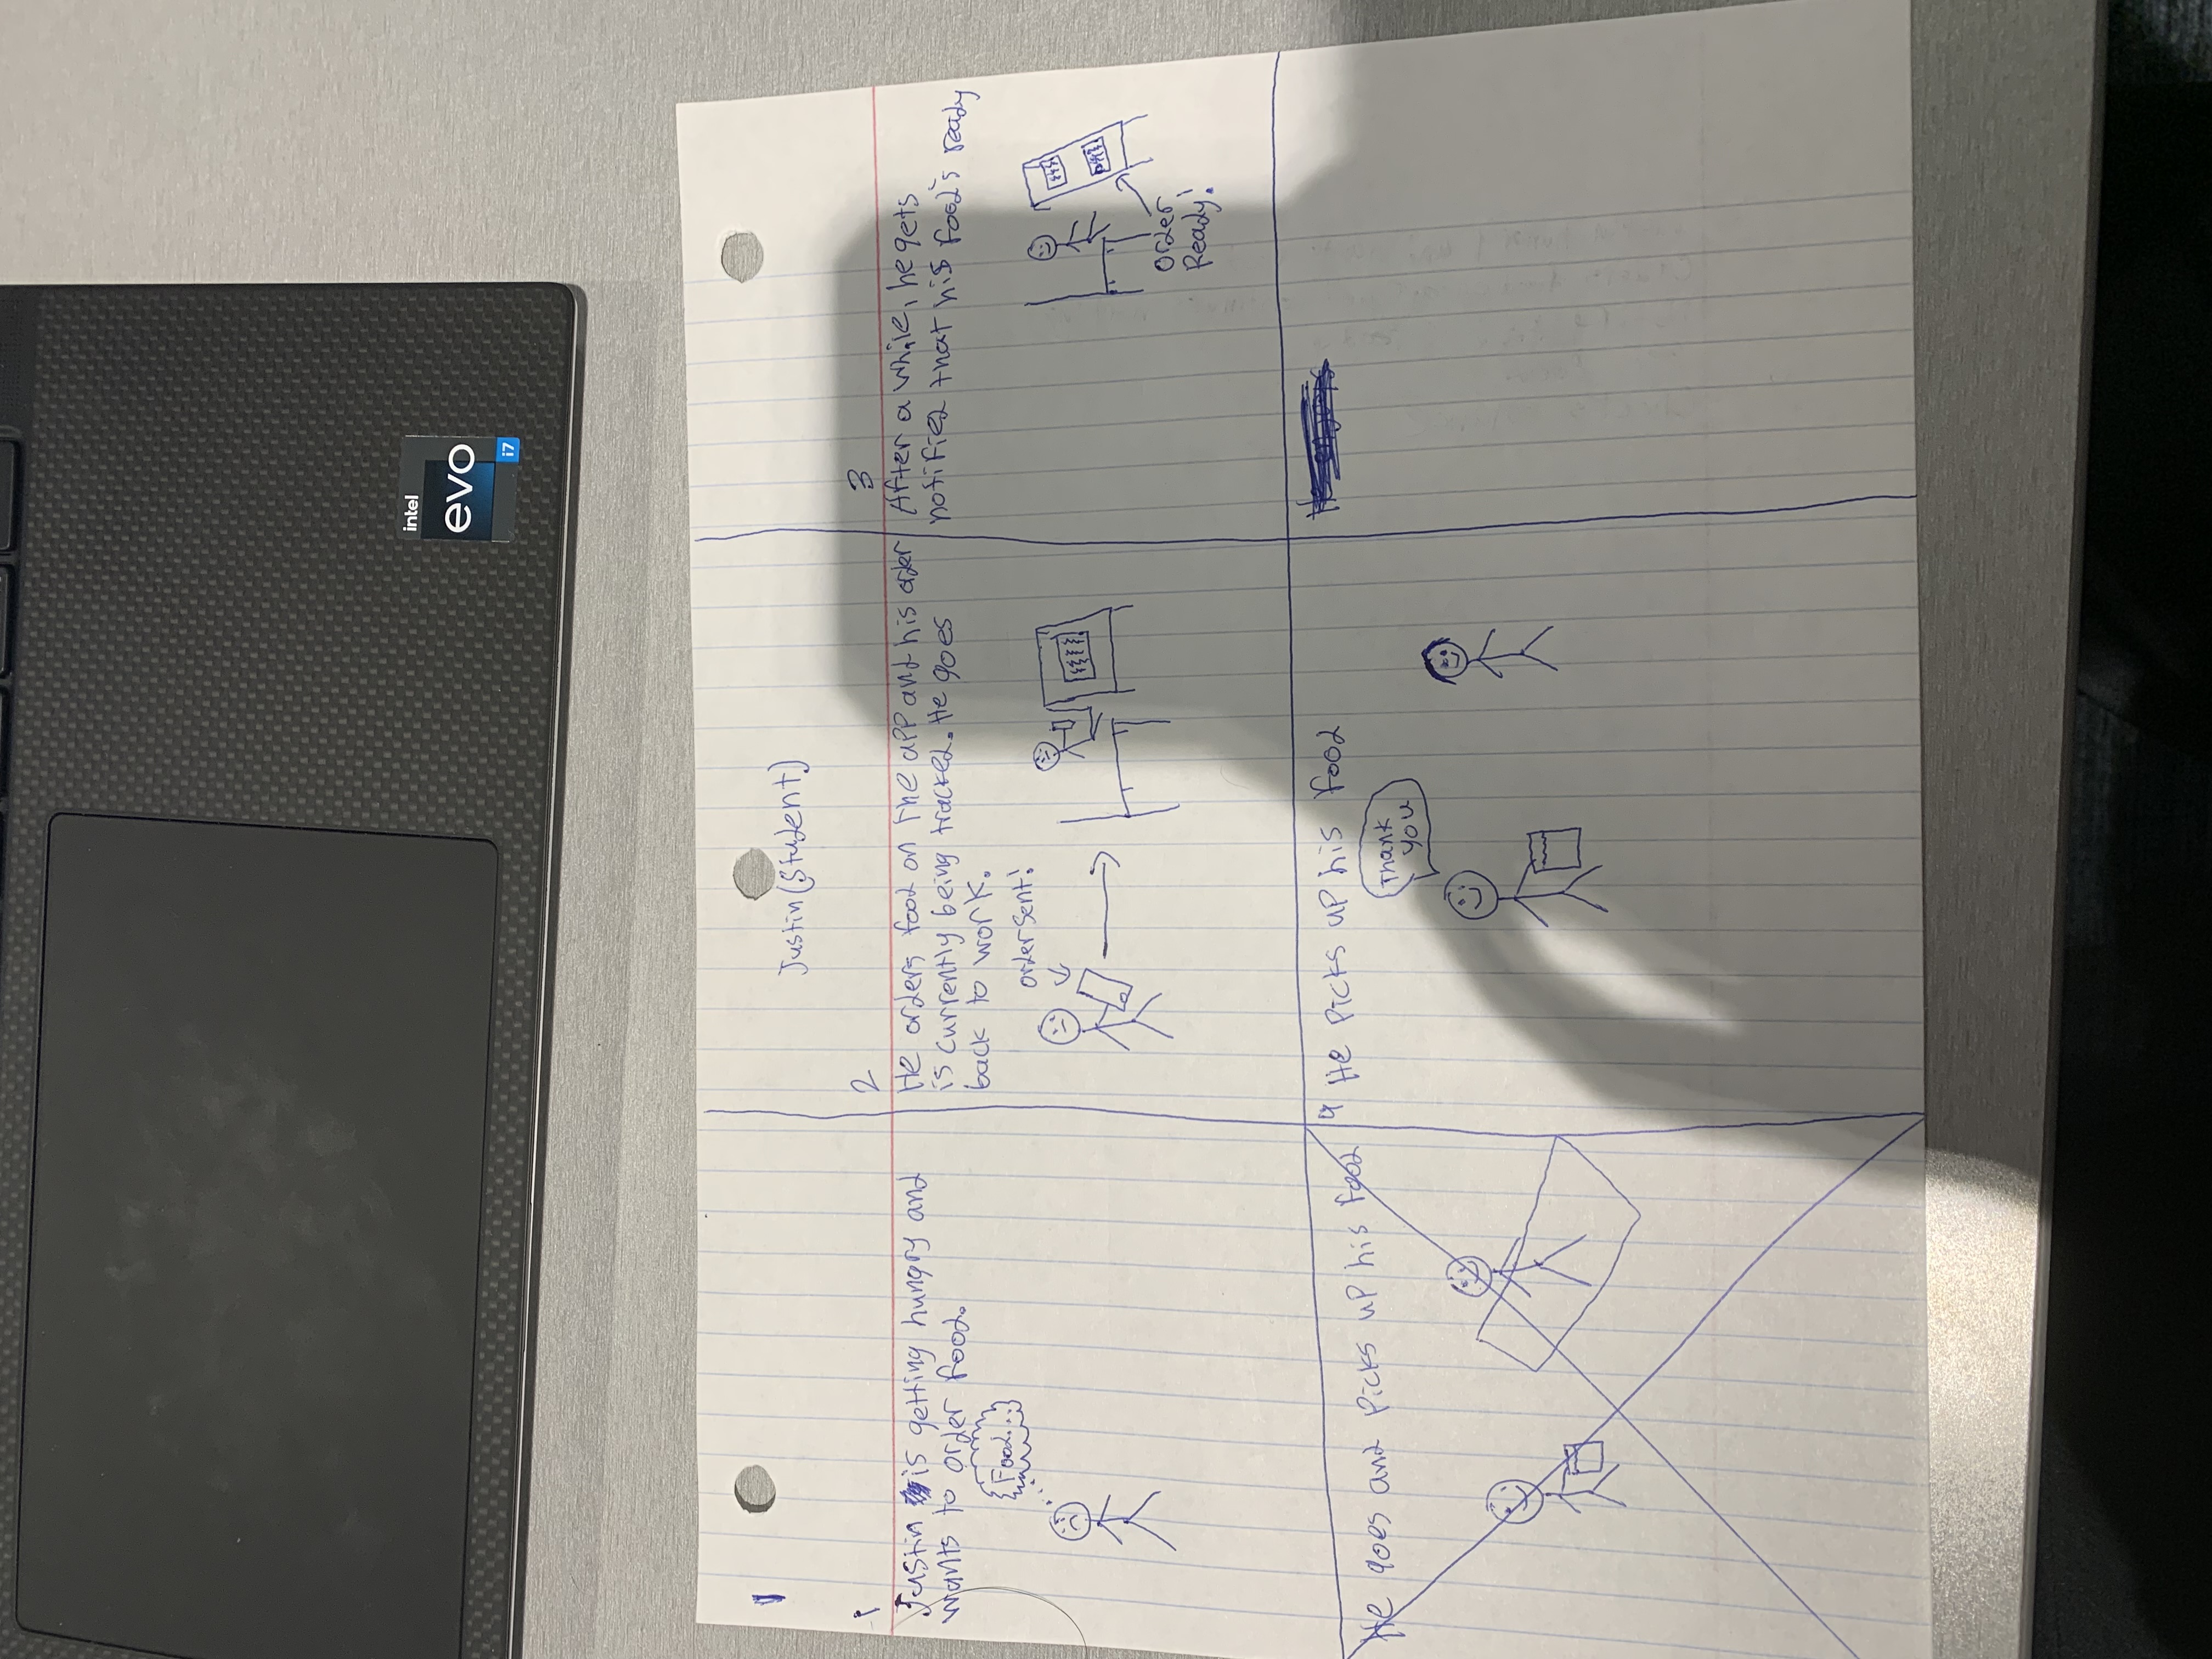 intel
evo
i7
Justin (Student)
1
Justin is getting hungry and
wants to order food.
Food...
2
He orders food on the app and his order
is currently being tracked. He goes
back to work.
order sent!
3
After a while, he gets
notified that his food's ready
Order
Ready!
He goes and picks up his food
4 He picks up his food
Thank
you